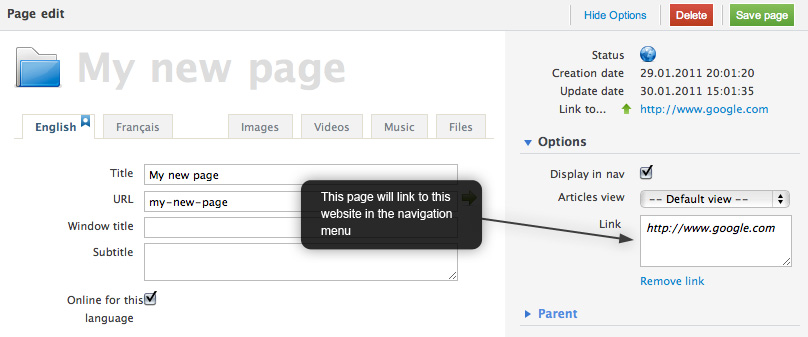 Page edit
Hide Options
Delete
Save page
My new page
Status
Creation date 29.01.2011 20:01:20
Update date 30.01.2011 15:01:35
Link to... http://www.google.com
English
Français
Images
Videos
Music
Files
Options
Title My new page
URL my-new-page
Window title
Subtitle
Online for this
language
This page will link to this
website in the navigation
menu
Display in nav
Articles view -- Default view --
Link http://www.google.com
Remove link
Parent